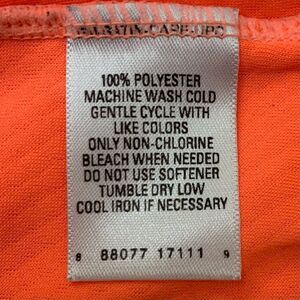 100% POLYESTER
MACHINE WASH COLD
GENTLE CYCLE WITH
LIKE COLORS
ONLY NON-CHLORINE
BLEACH WHEN NEEDED
DO NOT USE SOFTENER
TUMBLE DRY LOW
COOL IRON IF NECESSARY
8 88077 17111 9